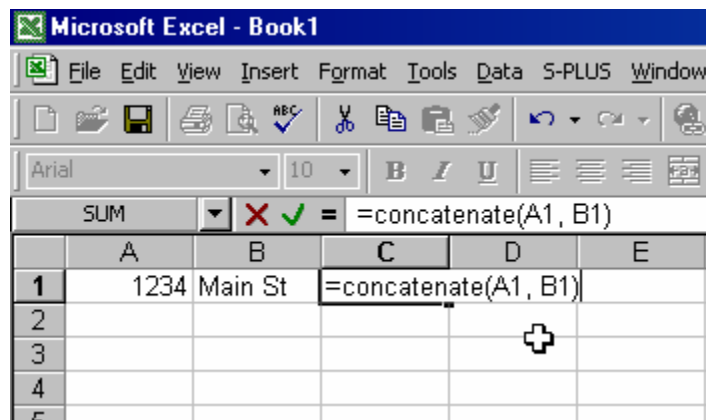 Microsoft Excel - Book1
File Edit View Insert Format Tools Data S-PLUS Window
ABC
Arial 10 B I U a
SUM = =concatenate(A1, B1)
A B C D E
1 1234 Main St =concatenate(A1, B1)
2
3
4